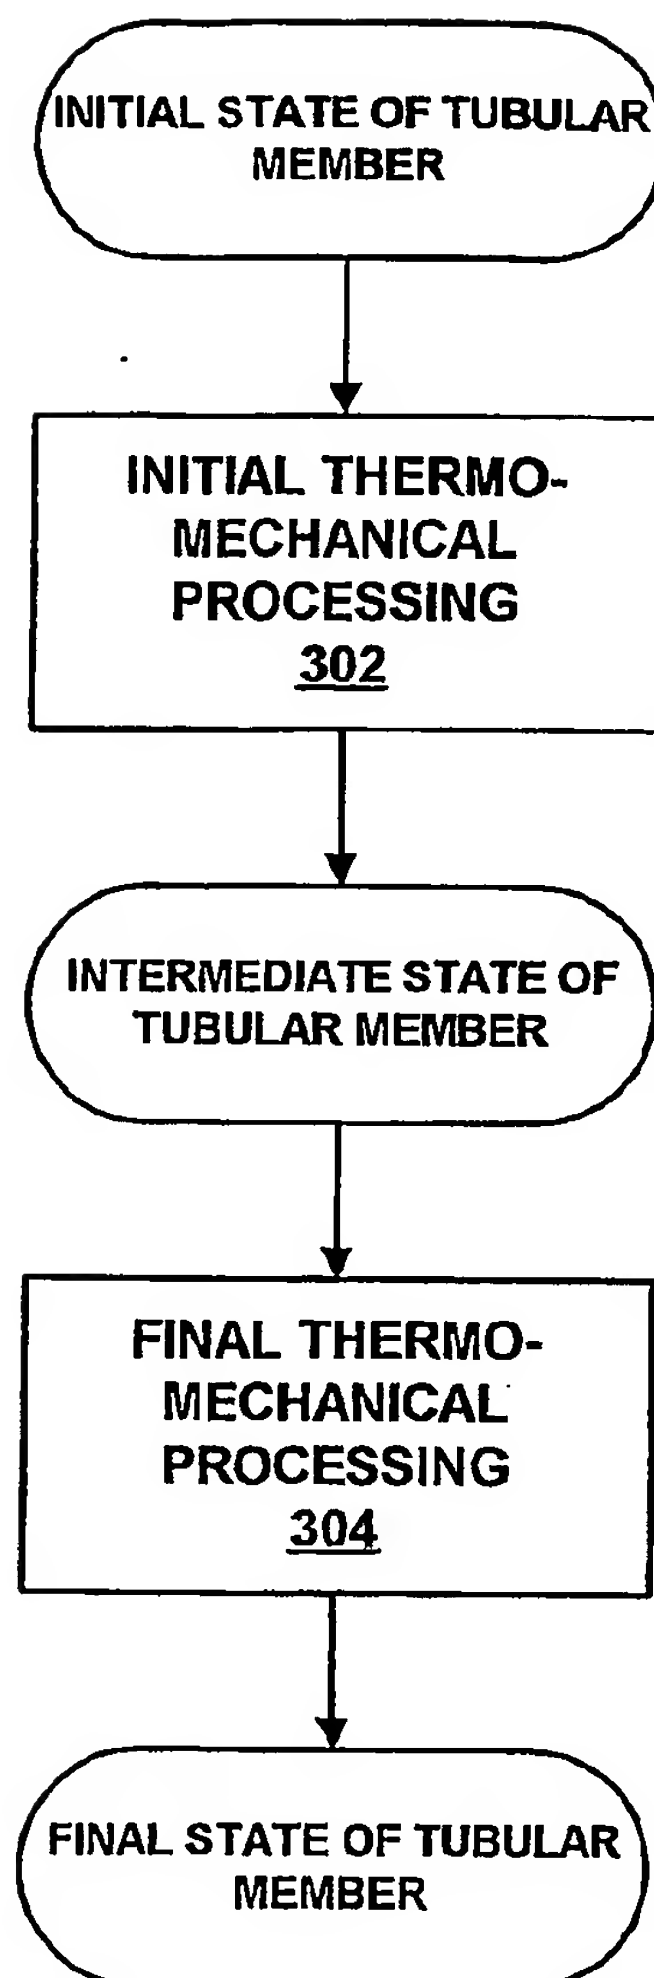 INITIAL STATE OF TUBULAR
MEMBER
INITIAL THERMO-
MECHANICAL
PROCESSING
302
INTERMEDIATE STATE OF
TUBULAR MEMBER
FINAL THERMO-
MECHANICAL
PROCESSING
304
FINAL STATE OF TUBULAR
MEMBER